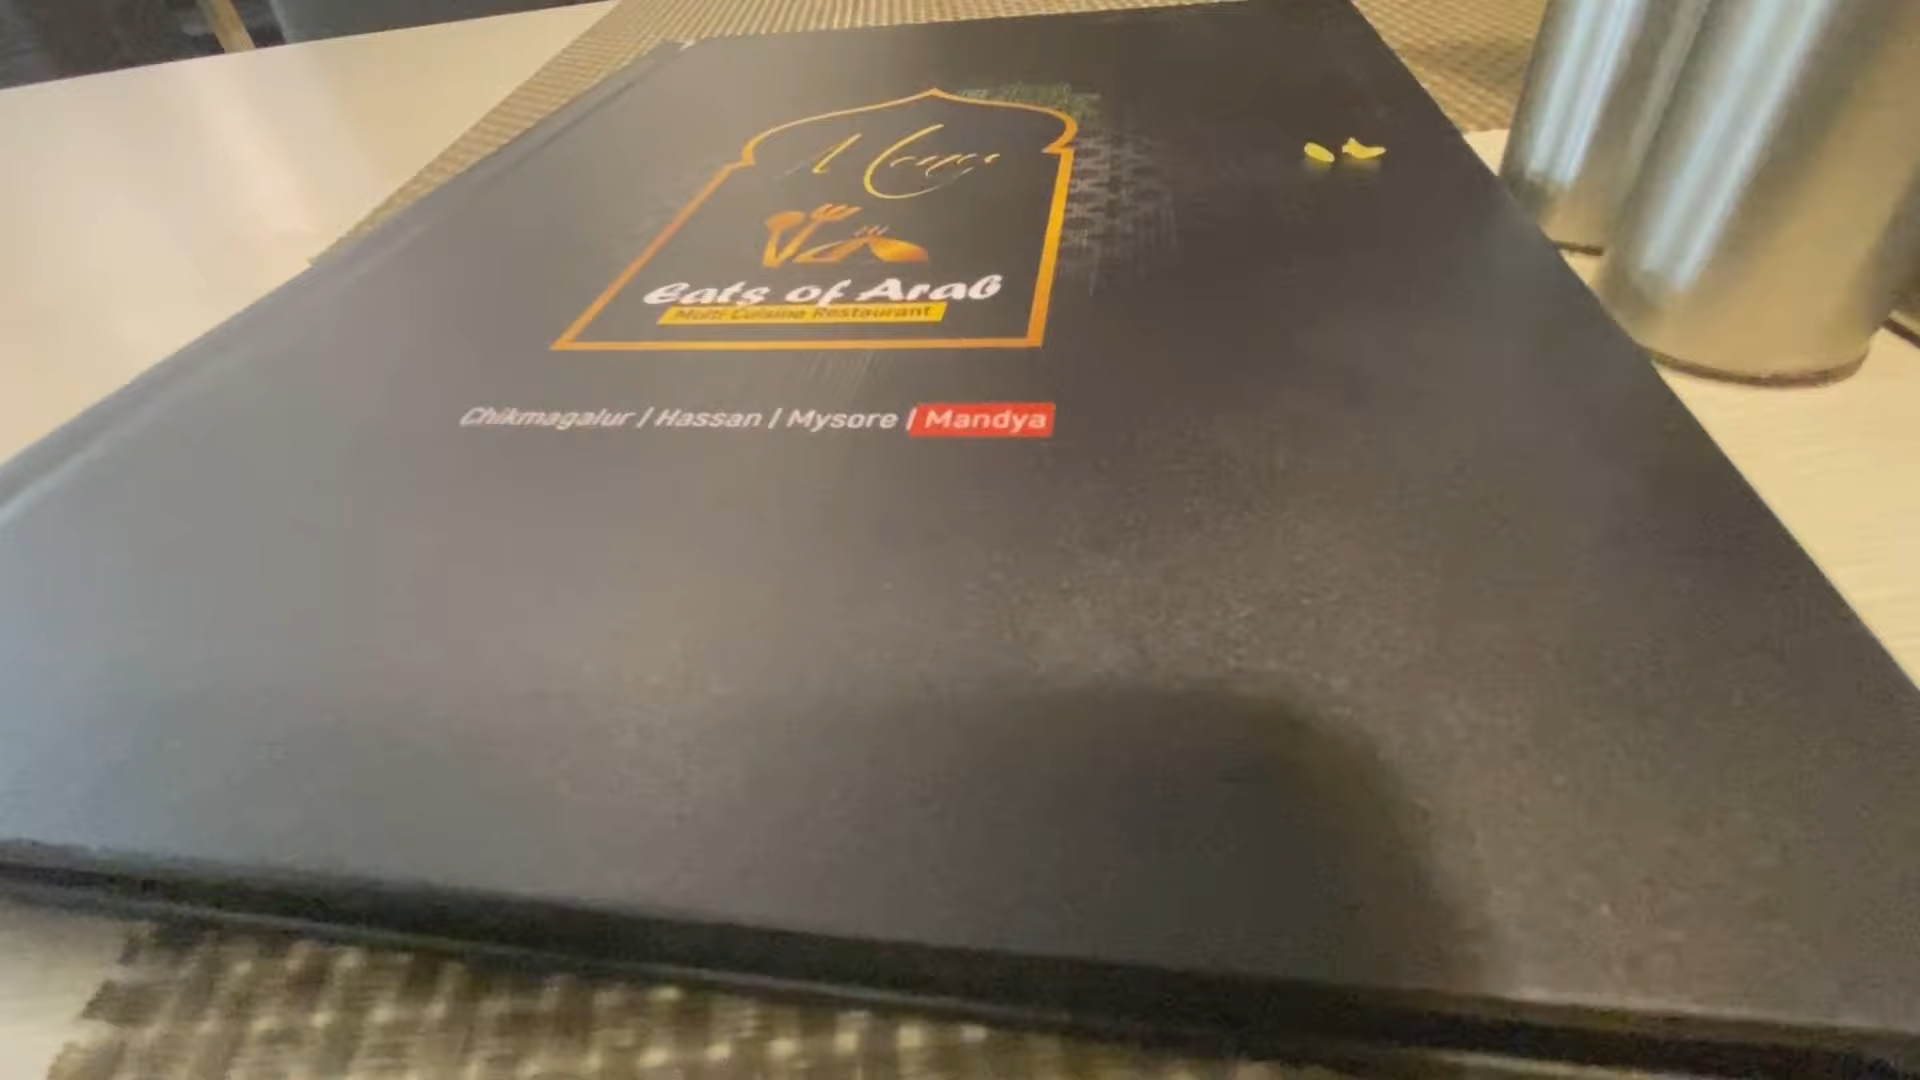 Eats of Arab
Multi Cuisine Restaurant
Chikmagalur | Hassan | Mysore | Mandya